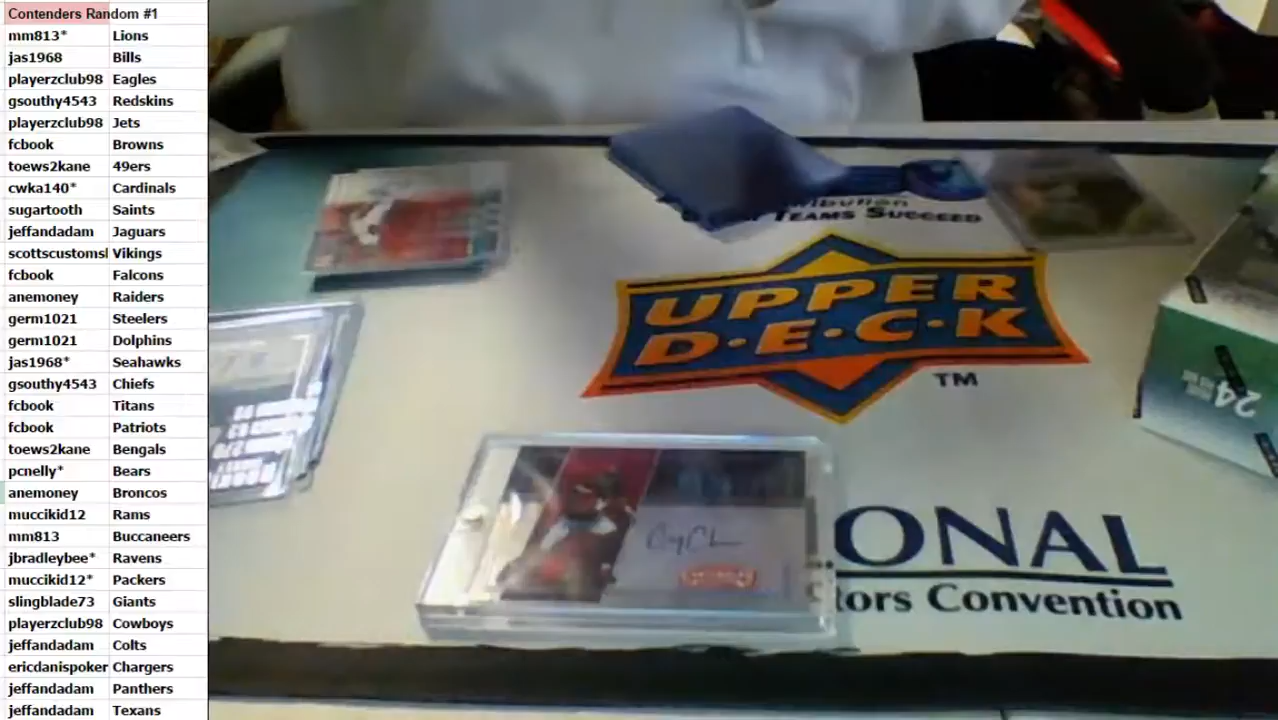 Contenders Random #1
mm813* Lions
jas1968 Bills
playerzclub98 Eagles
gsouthy4543 Redskins
playerzclub98 Jets
fcbook Browns
toews2kane 49ers
cwka140* Cardinals
sugartooth Saints
jeffandadam Jaguars
scottscustomsl Vikings
fcbook Falcons
anemoney Raiders
germ1021 Steelers
germ1021 Dolphins
jas1968* Seahawks
gsouthy4543 Chiefs
fcbook Titans
fcbook Patriots
toews2kane Bengals
pcnelly* Bears
anemoney Broncos
muccikid12 Rams
mm813 Buccaneers
jbradleybee* Ravens
muccikid12* Packers
slingblade73 Giants
playerzclub98 Cowboys
jeffandadam Colts
ericdanispoker Chargers
jeffandadam Panthers
jeffandadam Texans
TEAMS SUCCEED
UPPER
D·E·C·K
TM
ONAL
tors Convention
24